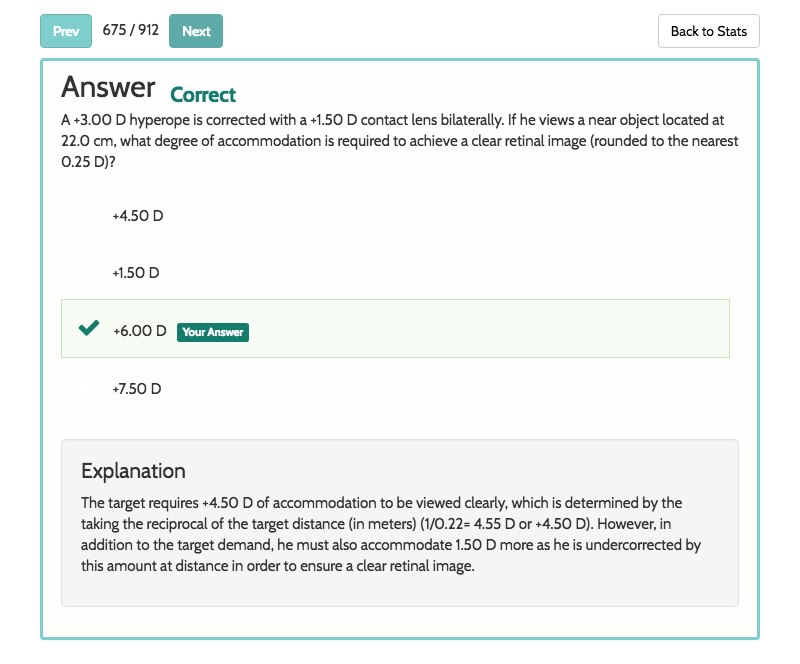 Prev 675 / 912 Next Back to Stats
Answer Correct
A +3.00 D hyperope is corrected with a +1.50 D contact lens bilaterally. If he views a near object located at
22.0 cm, what degree of accommodation is required to achieve a clear retinal image (rounded to the nearest
0.25 D)?
+4.50 D
+1.50 D
+6.00 D Your Answer
+7.50 D
Explanation
The target requires +4.50 D of accommodation to be viewed clearly, which is determined by the
taking the reciprocal of the target distance (in meters) (1/0.22= 4.55 D or +4.50 D). However, in
addition to the target demand, he must also accommodate 1.50 D more as he is undercorrected by
this amount at distance in order to ensure a clear retinal image.